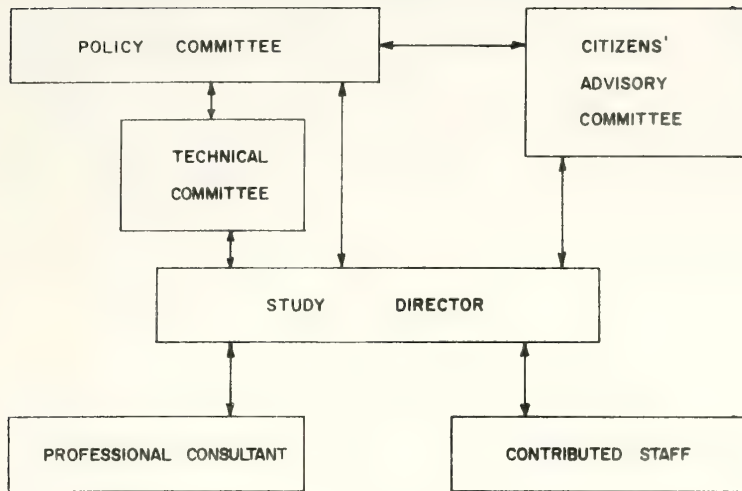 POLICY COMMITTEE
CITIZENS'
ADVISORY
COMMITTEE
TECHNICAL
COMMITTEE
STUDY DIRECTOR
PROFESSIONAL CONSULTANT
CONTRIBUTED STAFF